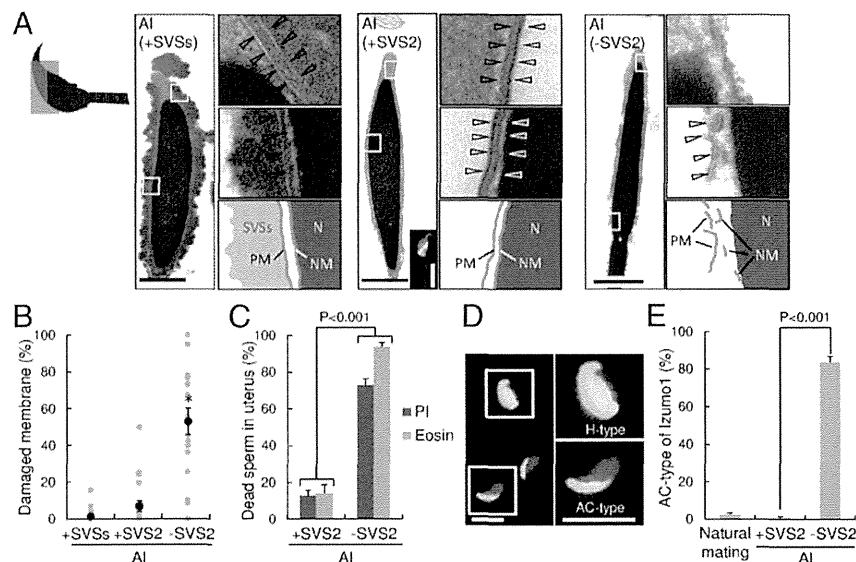 A
AI
(+SVSs)
AI
(+SVS2)
AI
(-SVS2)
SVSs
N
PM
NM
N
PM
NM
N
PM
NM
B
Damaged membrane (%)
100
80
60
40
20
0
*
+SVSs +SVS2 -SVS2
AI
C
P<0.001
Dead sperm in uterus (%)
100
80
60
40
20
0
PI
Eosin
+SVS2 -SVS2
AI
D
H-type
AC-type
E
P<0.001
AC-type of Izumo1 (%)
100
80
60
40
20
0
Natural mating
+SVS2 -SVS2
AI